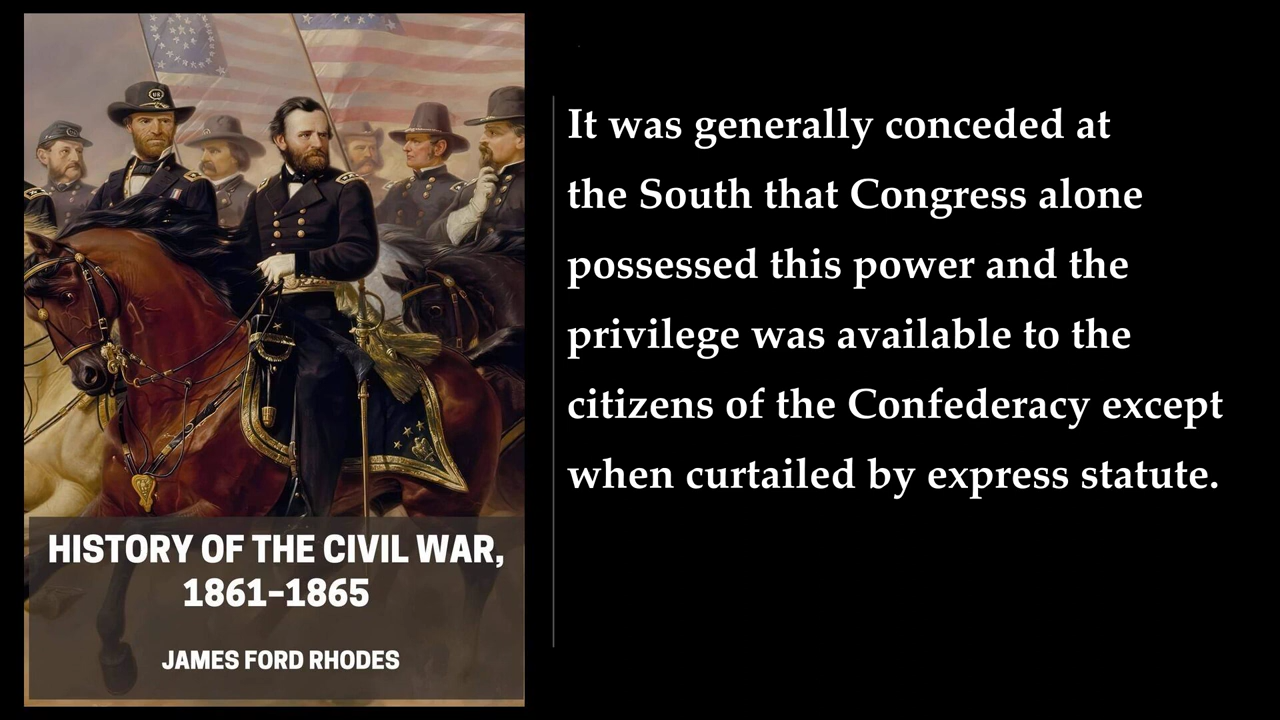 HISTORY OF THE CIVIL WAR,
1861–1865
JAMES FORD RHODES
It was generally conceded at
the South that Congress alone
possessed this power and the
privilege was available to the
citizens of the Confederacy except
when curtailed by express statute.